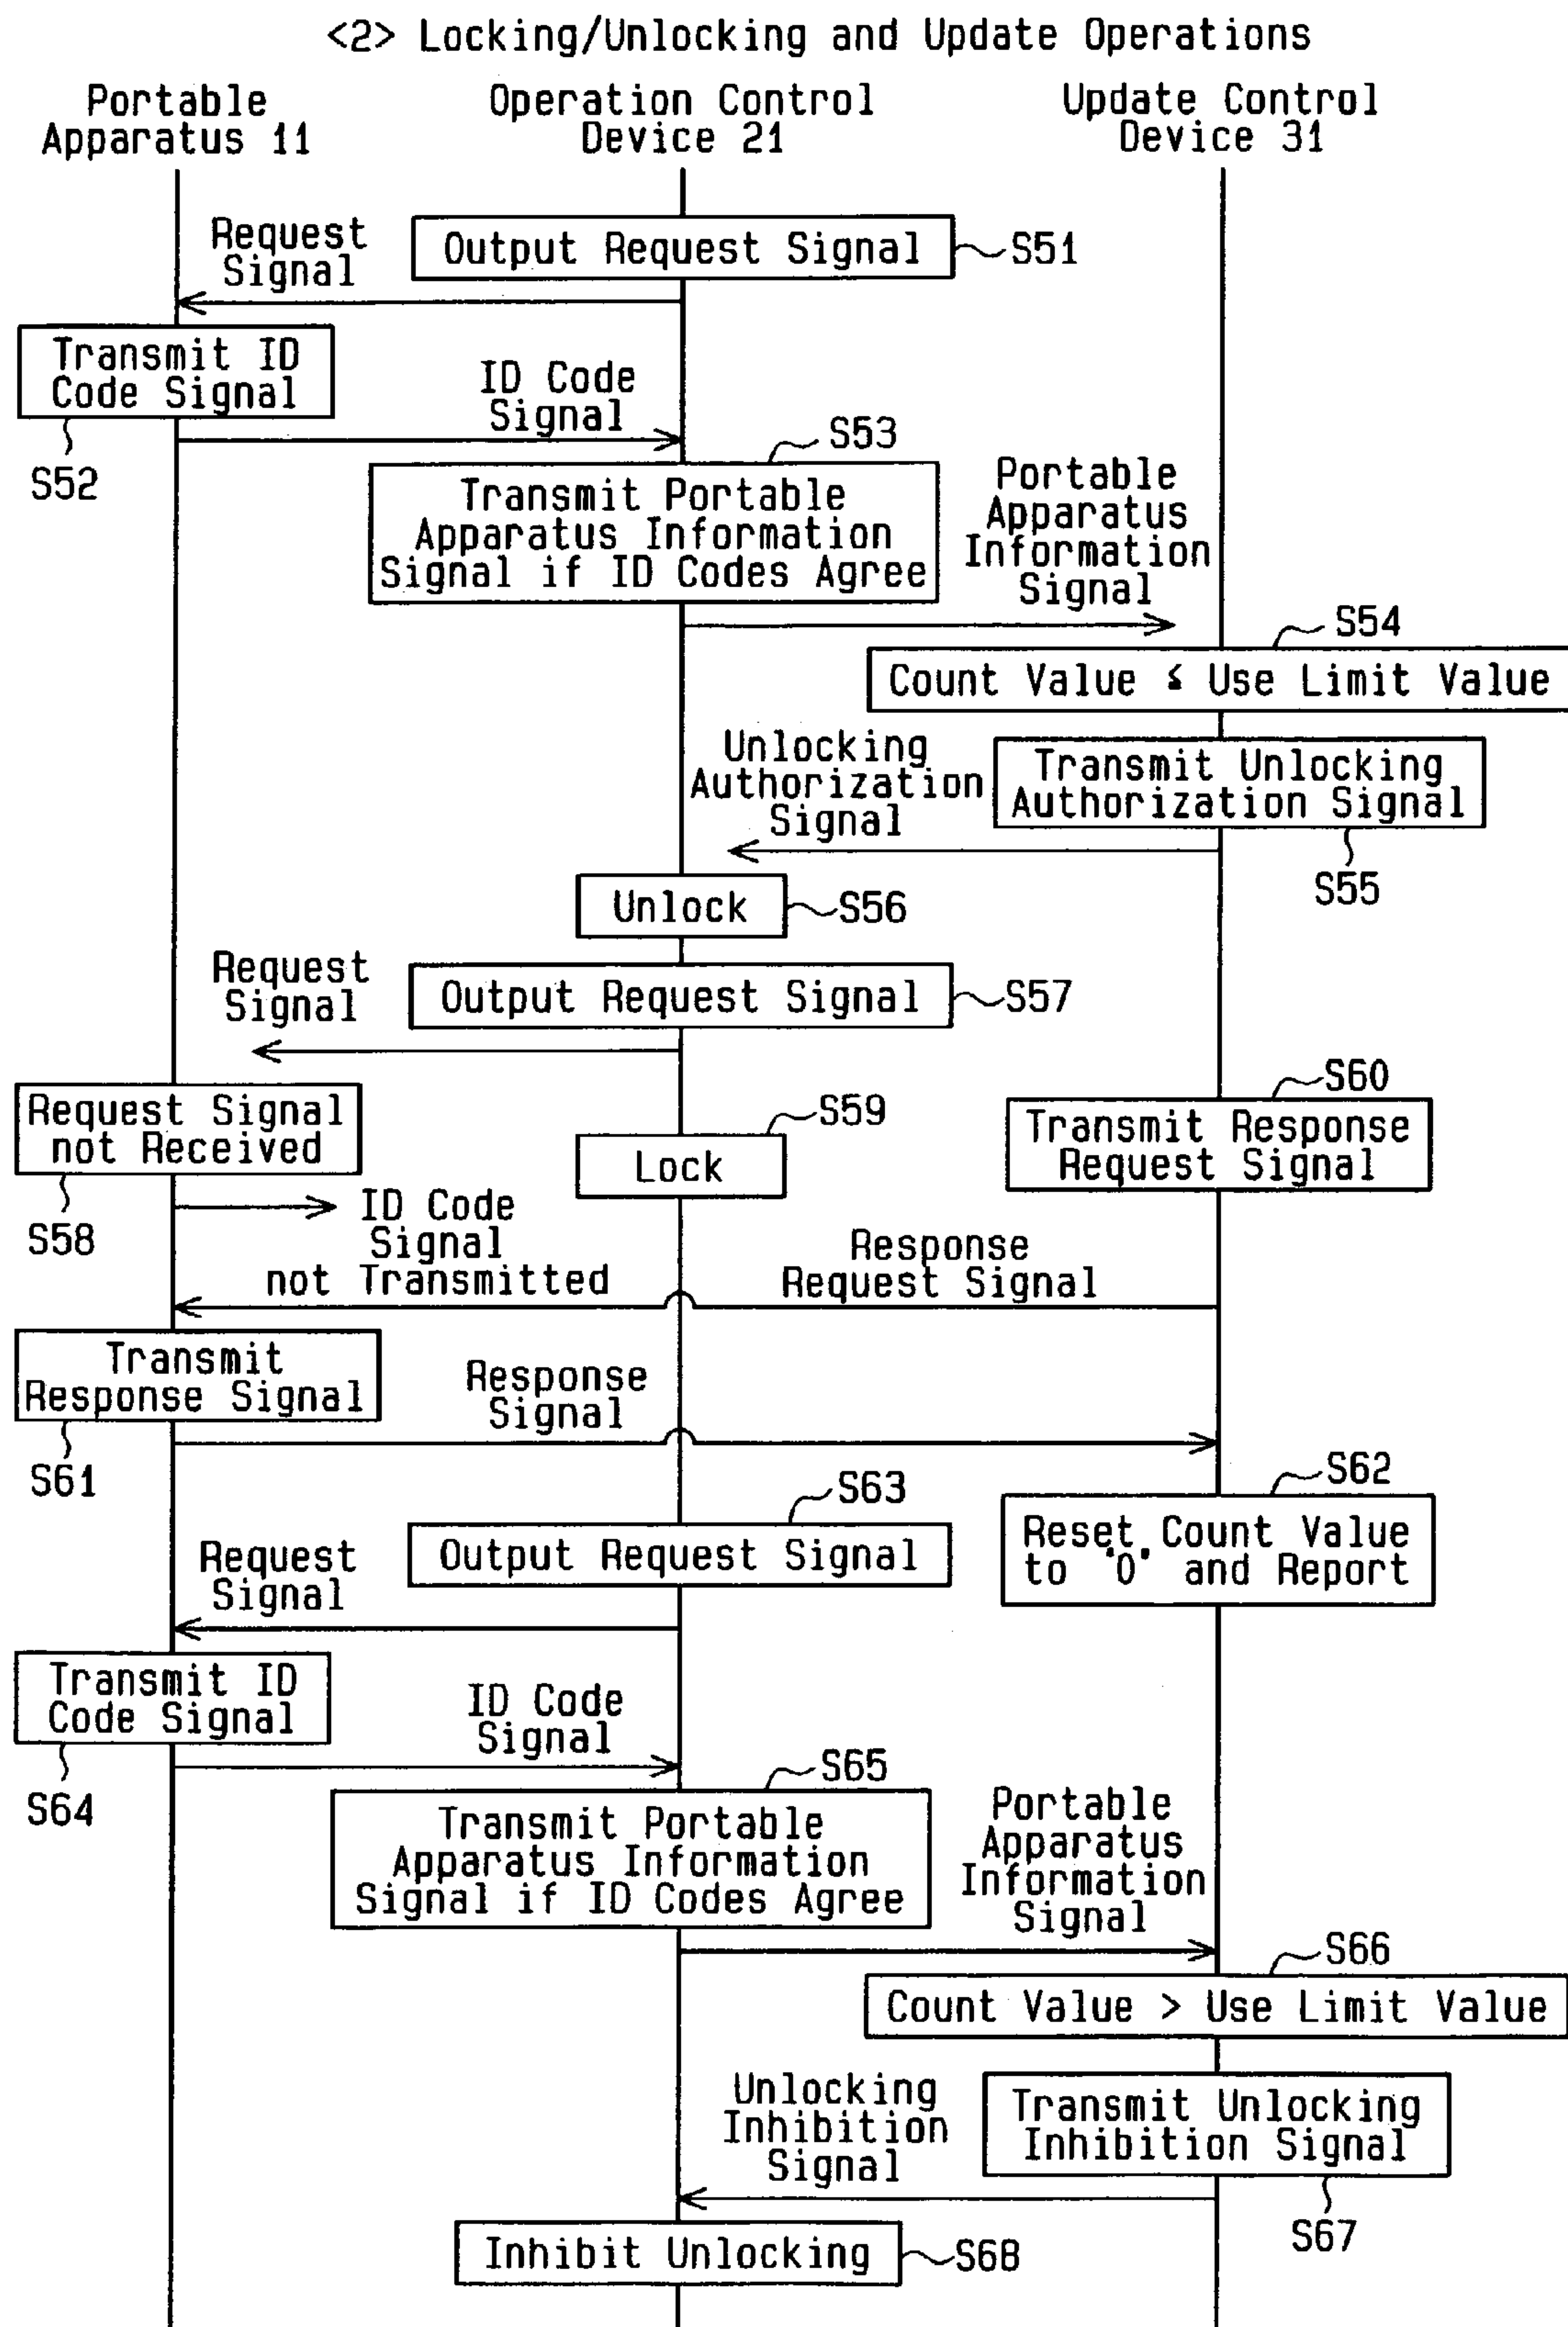 <2> Locking/Unlocking and Update Operations
Portable
Apparatus 11
Operation Control
Device 21
Update Control
Device 31
Request
Signal
Output Request Signal
S51
Transmit ID
Code Signal
S52
ID Code
Signal
S53
Transmit Portable
Apparatus Information
Signal if ID Codes Agree
Portable
Apparatus
Information
Signal
S54
Count Value ≤ Use Limit Value
Unlocking
Authorization
Signal
Transmit Unlocking
Authorization Signal
S55
Unlock
S56
Request
Signal
Output Request Signal
S57
Request Signal
not Received
S58
S59
Lock
S60
Transmit Response
Request Signal
ID Code
Signal
not Transmitted
Response
Request Signal
Transmit
Response Signal
S61
Response
Signal
S62
Reset Count Value
to "0" and Report
S63
Output Request Signal
Request
Signal
Transmit ID
Code Signal
S64
ID Code
Signal
S65
Transmit Portable
Apparatus Information
Signal if ID Codes Agree
Portable
Apparatus
Information
Signal
S66
Count Value > Use Limit Value
Unlocking
Inhibition
Signal
Transmit Unlocking
Inhibition Signal
S67
Inhibit Unlocking
S68